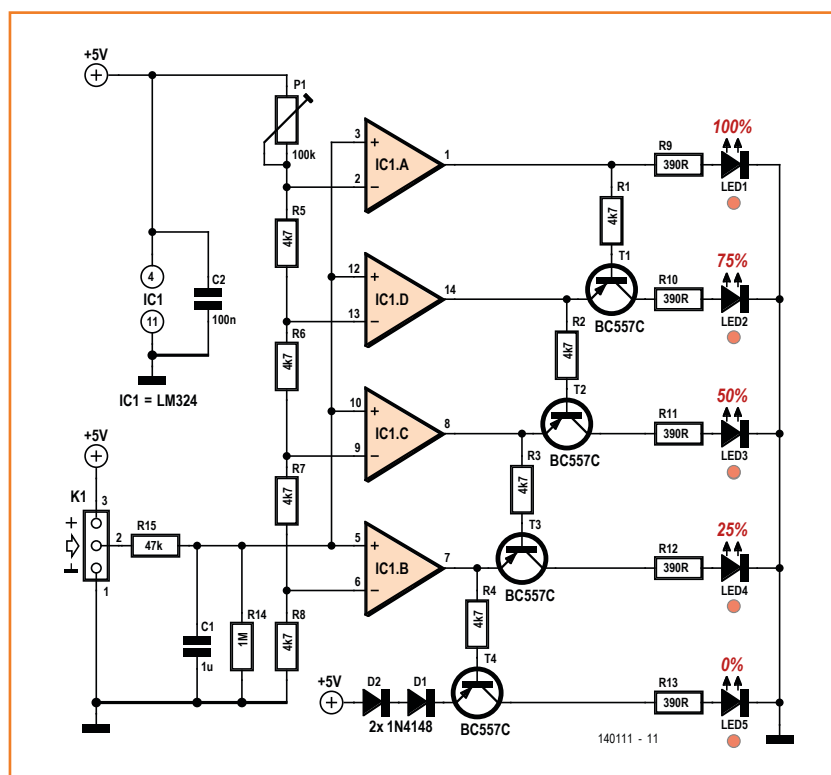 +5V
P1
100k
3
+
2
−
IC1.A
1
R9
390R
100%
LED1
R1
4k7
R5
4k7
T1
BC557C
4
IC1
11
C2
100n
IC1 = LM324
12
+
13
−
IC1.D
14
R10
390R
75%
LED2
R2
4k7
R6
4k7
T2
BC557C
10
+
9
−
IC1.C
8
R11
390R
50%
LED3
R3
4k7
R7
4k7
T3
BC557C
+5V
K1
3
+
2
1
R15
47k
5
+
6
−
IC1.B
7
R12
390R
25%
LED4
C1
1u
R14
1M
R8
4k7
R4
4k7
T4
BC557C
+5V
D2
D1
2x 1N4148
R13
390R
0%
LED5
140111 - 11